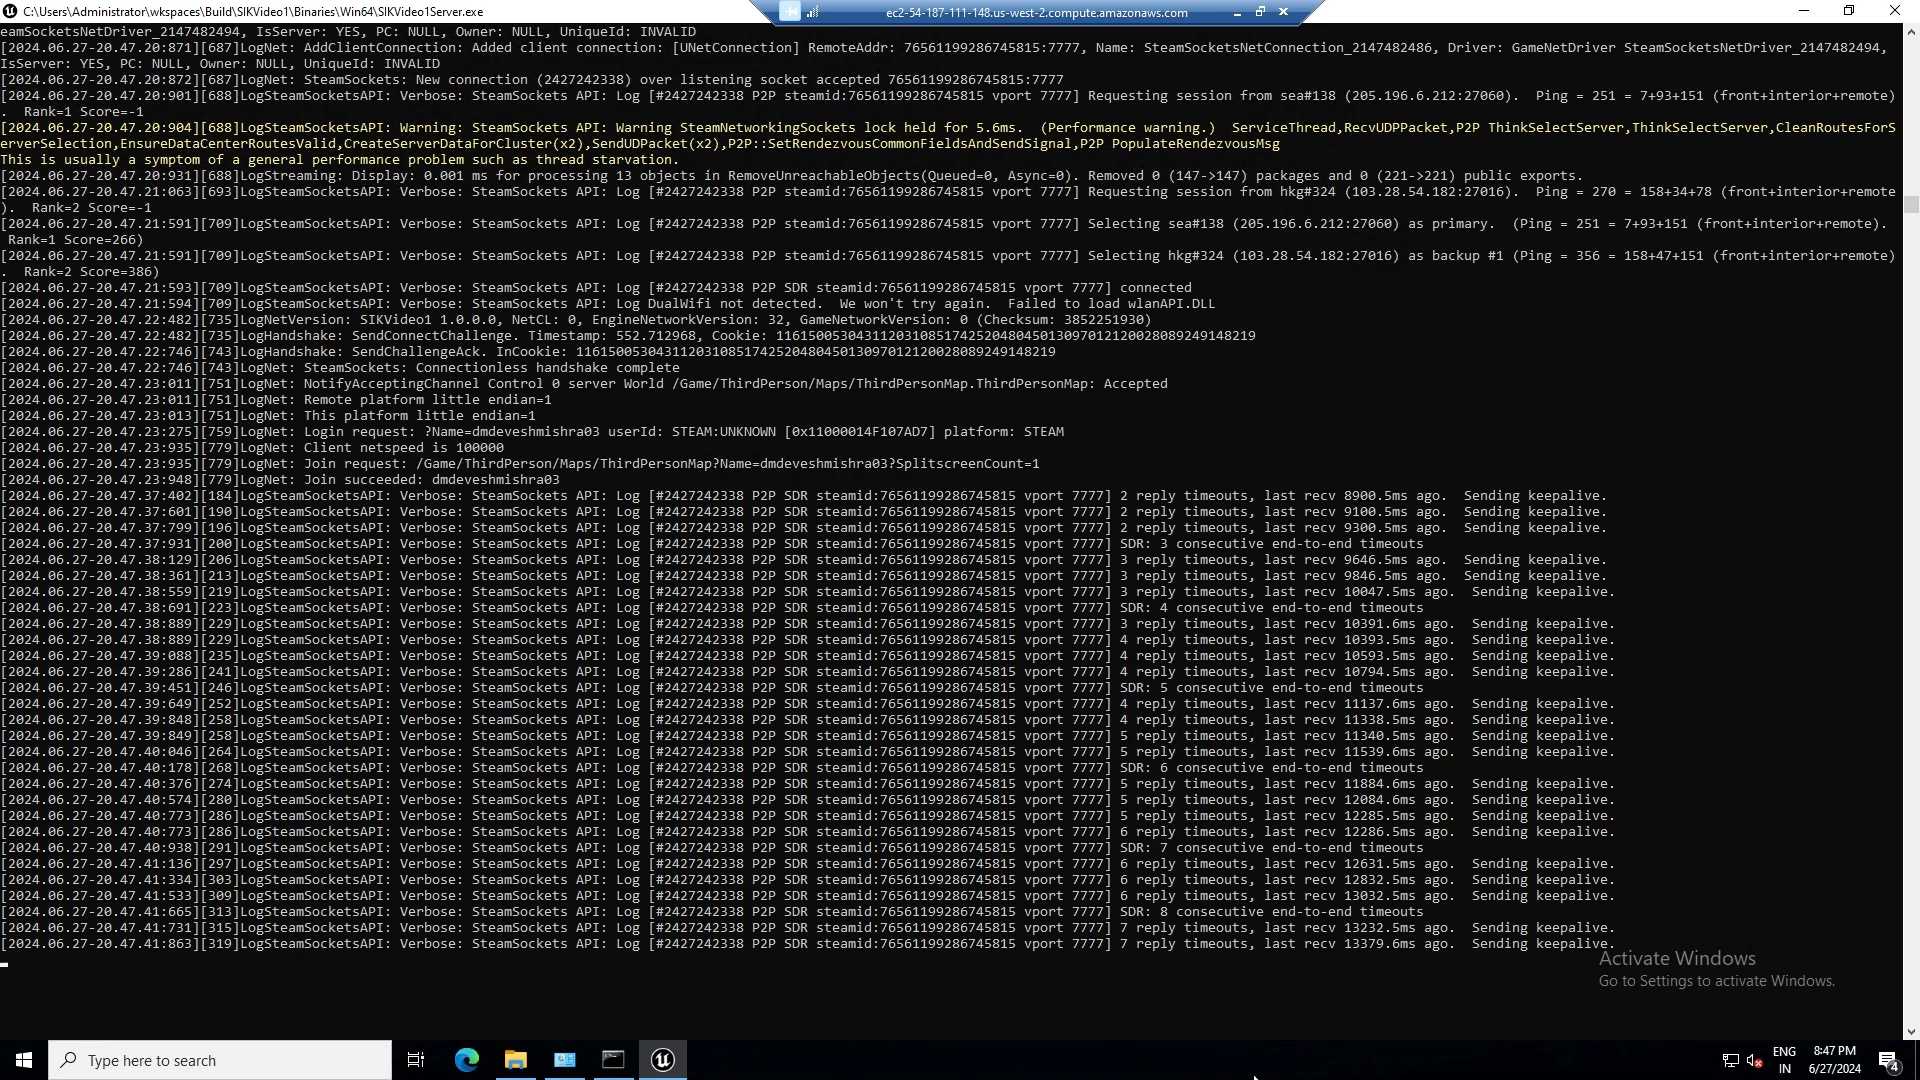 C:\Users\Administrator\wkspaces\Build\SIKVideo1\Binaries\Win64\SIKVideo1Server.exe
ec2-54-187-111-148.us-west-2.compute.amazonaws.com
eamSocketsNetDriver_2147482494, IsServer: YES, PC: NULL, Owner: NULL, UniqueId: INVALID
[2024.06.27-20.47.20:871][687]LogNet: AddClientConnection: Added client connection: [UNetConnection] RemoteAddr: 76561199286745815:7777, Name: SteamSocketsNetConnection_2147482486, Driver: GameNetDriver SteamSocketsNetDriver_2147482494,
IsServer: YES, PC: NULL, Owner: NULL, UniqueId: INVALID
[2024.06.27-20.47.20:872][687]LogNet: SteamSockets: New connection (2427242338) over listening socket accepted 76561199286745815:7777
[2024.06.27-20.47.20:901][688]LogSteamSocketsAPI: Verbose: SteamSockets API: Log [#2427242338 P2P steamid:76561199286745815 vport 7777] Requesting session from sea#138 (205.196.6.212:27060).  Ping = 251 = 7+93+151 (front+interior+remote)
.  Rank=1 Score=-1
[2024.06.27-20.47.20:904][688]LogSteamSocketsAPI: Warning: SteamSockets API: Warning SteamNetworkingSockets lock held for 5.6ms.  (Performance warning.)  ServiceThread,RecvUDPPacket,P2P ThinkSelectServer,ThinkSelectServer,CleanRoutesForS
erverSelection,EnsureDataCenterRoutesValid,CreateServerDataForCluster(x2),SendUDPacket(x2),P2P::SetRendezvousCommonFieldsAndSendSignal,P2P PopulateRendezvousMsg
This is usually a symptom of a general performance problem such as thread starvation.
[2024.06.27-20.47.20:931][688]LogStreaming: Display: 0.001 ms for processing 13 objects in RemoveUnreachableObjects(Queued=0, Async=0). Removed 0 (147->147) packages and 0 (221->221) public exports.
[2024.06.27-20.47.21:063][693]LogSteamSocketsAPI: Verbose: SteamSockets API: Log [#2427242338 P2P steamid:76561199286745815 vport 7777] Requesting session from hkg#324 (103.28.54.182:27016).  Ping = 270 = 158+34+78 (front+interior+remote
).  Rank=2 Score=-1
[2024.06.27-20.47.21:591][709]LogSteamSocketsAPI: Verbose: SteamSockets API: Log [#2427242338 P2P steamid:76561199286745815 vport 7777] Selecting sea#138 (205.196.6.212:27060) as primary.  (Ping = 251 = 7+93+151 (front+interior+remote).
Rank=1 Score=266)
[2024.06.27-20.47.21:591][709]LogSteamSocketsAPI: Verbose: SteamSockets API: Log [#2427242338 P2P steamid:76561199286745815 vport 7777] Selecting hkg#324 (103.28.54.182:27016) as backup #1 (Ping = 356 = 158+47+151 (front+interior+remote)
.  Rank=2 Score=386)
[2024.06.27-20.47.21:593][709]LogSteamSocketsAPI: Verbose: SteamSockets API: Log [#2427242338 P2P SDR steamid:76561199286745815 vport 7777] connected
[2024.06.27-20.47.21:594][709]LogSteamSocketsAPI: Verbose: SteamSockets API: Log DualWifi not detected.  We won't try again.  Failed to load wlanAPI.DLL
[2024.06.27-20.47.22:482][735]LogNetVersion: SIKVideo1 1.0.0.0, NetCL: 0, EngineNetworkVersion: 32, GameNetworkVersion: 0 (Checksum: 3852251930)
[2024.06.27-20.47.22:482][735]LogHandshake: SendConnectChallenge. Timestamp: 552.712968, Cookie: 116150053043112031085174252048045013097012120028089249148219
[2024.06.27-20.47.22:746][743]LogHandshake: SendChallengeAck. InCookie: 116150053043112031085174252048045013097012120028089249148219
[2024.06.27-20.47.22:746][743]LogNet: SteamSockets: Connectionless handshake complete
[2024.06.27-20.47.23:011][751]LogNet: NotifyAcceptingChannel Control 0 server World /Game/ThirdPerson/Maps/ThirdPersonMap.ThirdPersonMap: Accepted
[2024.06.27-20.47.23:011][751]LogNet: Remote platform little endian=1
[2024.06.27-20.47.23:013][751]LogNet: This platform little endian=1
[2024.06.27-20.47.23:275][759]LogNet: Login request: ?Name=dmdeveshmishra03 userId: STEAM:UNKNOWN [0x11000014F107AD7] platform: STEAM
[2024.06.27-20.47.23:935][779]LogNet: Client netspeed is 100000
[2024.06.27-20.47.23:935][779]LogNet: Join request: /Game/ThirdPerson/Maps/ThirdPersonMap?Name=dmdeveshmishra03?SplitscreenCount=1
[2024.06.27-20.47.23:948][779]LogNet: Join succeeded: dmdeveshmishra03
[2024.06.27-20.47.37:402][184]LogSteamSocketsAPI: Verbose: SteamSockets API: Log [#2427242338 P2P SDR steamid:76561199286745815 vport 7777] 2 reply timeouts, last recv 8900.5ms ago.  Sending keepalive.
[2024.06.27-20.47.37:601][190]LogSteamSocketsAPI: Verbose: SteamSockets API: Log [#2427242338 P2P SDR steamid:76561199286745815 vport 7777] 2 reply timeouts, last recv 9100.5ms ago.  Sending keepalive.
[2024.06.27-20.47.37:799][196]LogSteamSocketsAPI: Verbose: SteamSockets API: Log [#2427242338 P2P SDR steamid:76561199286745815 vport 7777] 2 reply timeouts, last recv 9300.5ms ago.  Sending keepalive.
[2024.06.27-20.47.37:931][200]LogSteamSocketsAPI: Verbose: SteamSockets API: Log [#2427242338 P2P SDR steamid:76561199286745815 vport 7777] SDR: 3 consecutive end-to-end timeouts
[2024.06.27-20.47.38:129][206]LogSteamSocketsAPI: Verbose: SteamSockets API: Log [#2427242338 P2P SDR steamid:76561199286745815 vport 7777] 3 reply timeouts, last recv 9646.5ms ago.  Sending keepalive.
[2024.06.27-20.47.38:361][213]LogSteamSocketsAPI: Verbose: SteamSockets API: Log [#2427242338 P2P SDR steamid:76561199286745815 vport 7777] 3 reply timeouts, last recv 9846.5ms ago.  Sending keepalive.
[2024.06.27-20.47.38:559][219]LogSteamSocketsAPI: Verbose: SteamSockets API: Log [#2427242338 P2P SDR steamid:76561199286745815 vport 7777] 3 reply timeouts, last recv 10047.5ms ago.  Sending keepalive.
[2024.06.27-20.47.38:691][223]LogSteamSocketsAPI: Verbose: SteamSockets API: Log [#2427242338 P2P SDR steamid:76561199286745815 vport 7777] SDR: 4 consecutive end-to-end timeouts
[2024.06.27-20.47.38:889][229]LogSteamSocketsAPI: Verbose: SteamSockets API: Log [#2427242338 P2P SDR steamid:76561199286745815 vport 7777] 3 reply timeouts, last recv 10391.6ms ago.  Sending keepalive.
[2024.06.27-20.47.38:889][229]LogSteamSocketsAPI: Verbose: SteamSockets API: Log [#2427242338 P2P SDR steamid:76561199286745815 vport 7777] 4 reply timeouts, last recv 10393.5ms ago.  Sending keepalive.
[2024.06.27-20.47.39:088][235]LogSteamSocketsAPI: Verbose: SteamSockets API: Log [#2427242338 P2P SDR steamid:76561199286745815 vport 7777] 4 reply timeouts, last recv 10593.5ms ago.  Sending keepalive.
[2024.06.27-20.47.39:286][241]LogSteamSocketsAPI: Verbose: SteamSockets API: Log [#2427242338 P2P SDR steamid:76561199286745815 vport 7777] 4 reply timeouts, last recv 10794.5ms ago.  Sending keepalive.
[2024.06.27-20.47.39:451][246]LogSteamSocketsAPI: Verbose: SteamSockets API: Log [#2427242338 P2P SDR steamid:76561199286745815 vport 7777] SDR: 5 consecutive end-to-end timeouts
[2024.06.27-20.47.39:649][252]LogSteamSocketsAPI: Verbose: SteamSockets API: Log [#2427242338 P2P SDR steamid:76561199286745815 vport 7777] 4 reply timeouts, last recv 11137.6ms ago.  Sending keepalive.
[2024.06.27-20.47.39:848][258]LogSteamSocketsAPI: Verbose: SteamSockets API: Log [#2427242338 P2P SDR steamid:76561199286745815 vport 7777] 4 reply timeouts, last recv 11338.5ms ago.  Sending keepalive.
[2024.06.27-20.47.39:849][258]LogSteamSocketsAPI: Verbose: SteamSockets API: Log [#2427242338 P2P SDR steamid:76561199286745815 vport 7777] 5 reply timeouts, last recv 11340.5ms ago.  Sending keepalive.
[2024.06.27-20.47.40:046][264]LogSteamSocketsAPI: Verbose: SteamSockets API: Log [#2427242338 P2P SDR steamid:76561199286745815 vport 7777] 5 reply timeouts, last recv 11539.6ms ago.  Sending keepalive.
[2024.06.27-20.47.40:178][268]LogSteamSocketsAPI: Verbose: SteamSockets API: Log [#2427242338 P2P SDR steamid:76561199286745815 vport 7777] SDR: 6 consecutive end-to-end timeouts
[2024.06.27-20.47.40:376][274]LogSteamSocketsAPI: Verbose: SteamSockets API: Log [#2427242338 P2P SDR steamid:76561199286745815 vport 7777] 5 reply timeouts, last recv 11884.6ms ago.  Sending keepalive.
[2024.06.27-20.47.40:574][280]LogSteamSocketsAPI: Verbose: SteamSockets API: Log [#2427242338 P2P SDR steamid:76561199286745815 vport 7777] 5 reply timeouts, last recv 12084.6ms ago.  Sending keepalive.
[2024.06.27-20.47.40:773][286]LogSteamSocketsAPI: Verbose: SteamSockets API: Log [#2427242338 P2P SDR steamid:76561199286745815 vport 7777] 5 reply timeouts, last recv 12285.5ms ago.  Sending keepalive.
[2024.06.27-20.47.40:773][286]LogSteamSocketsAPI: Verbose: SteamSockets API: Log [#2427242338 P2P SDR steamid:76561199286745815 vport 7777] 6 reply timeouts, last recv 12286.5ms ago.  Sending keepalive.
[2024.06.27-20.47.40:938][291]LogSteamSocketsAPI: Verbose: SteamSockets API: Log [#2427242338 P2P SDR steamid:76561199286745815 vport 7777] SDR: 7 consecutive end-to-end timeouts
[2024.06.27-20.47.41:136][297]LogSteamSocketsAPI: Verbose: SteamSockets API: Log [#2427242338 P2P SDR steamid:76561199286745815 vport 7777] 6 reply timeouts, last recv 12631.5ms ago.  Sending keepalive.
[2024.06.27-20.47.41:334][303]LogSteamSocketsAPI: Verbose: SteamSockets API: Log [#2427242338 P2P SDR steamid:76561199286745815 vport 7777] 6 reply timeouts, last recv 12832.5ms ago.  Sending keepalive.
[2024.06.27-20.47.41:533][309]LogSteamSocketsAPI: Verbose: SteamSockets API: Log [#2427242338 P2P SDR steamid:76561199286745815 vport 7777] 6 reply timeouts, last recv 13032.5ms ago.  Sending keepalive.
[2024.06.27-20.47.41:665][313]LogSteamSocketsAPI: Verbose: SteamSockets API: Log [#2427242338 P2P SDR steamid:76561199286745815 vport 7777] SDR: 8 consecutive end-to-end timeouts
[2024.06.27-20.47.41:731][315]LogSteamSocketsAPI: Verbose: SteamSockets API: Log [#2427242338 P2P SDR steamid:76561199286745815 vport 7777] 7 reply timeouts, last recv 13232.5ms ago.  Sending keepalive.
[2024.06.27-20.47.41:863][319]LogSteamSocketsAPI: Verbose: SteamSockets API: Log [#2427242338 P2P SDR steamid:76561199286745815 vport 7777] 7 reply timeouts, last recv 13379.6ms ago.  Sending keepalive.
Activate Windows
Go to Settings to activate Windows.
Type here to search
ENG
IN
8:47 PM
6/27/2024
4